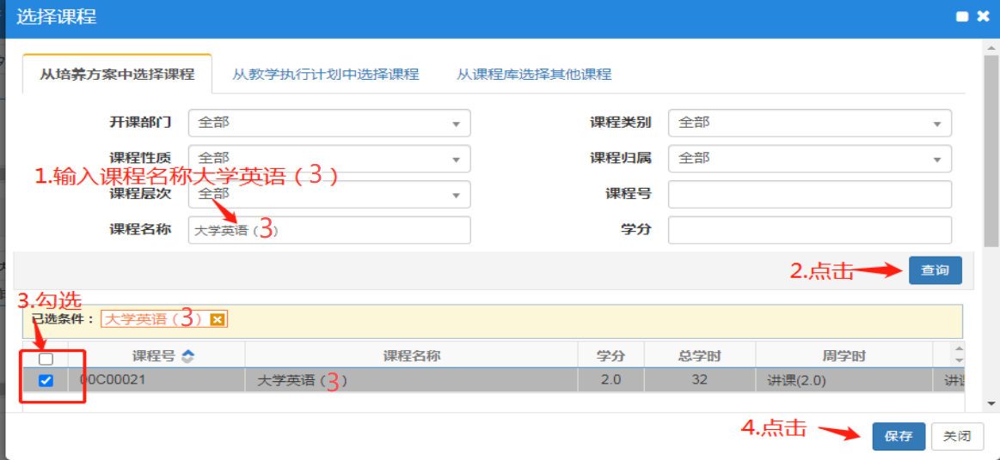 选择课程
从培养方案中选择课程 从教学执行计划中选择课程 从课程库选择其他课程
开课部门 全部 课程类别 全部
课程性质 全部 课程归属 全部
1.输入课程名称大学英语（3）
课程层次 全部 课程号
课程名称 大学英语（3） 学分
2.点击 查询
3.勾选
已选条件： 大学英语（3）
课程号 课程名称 学分 总学时 周学时
00C00021 大学英语（3） 2.0 32 讲课(2.0) 讲
4.点击 保存 关闭